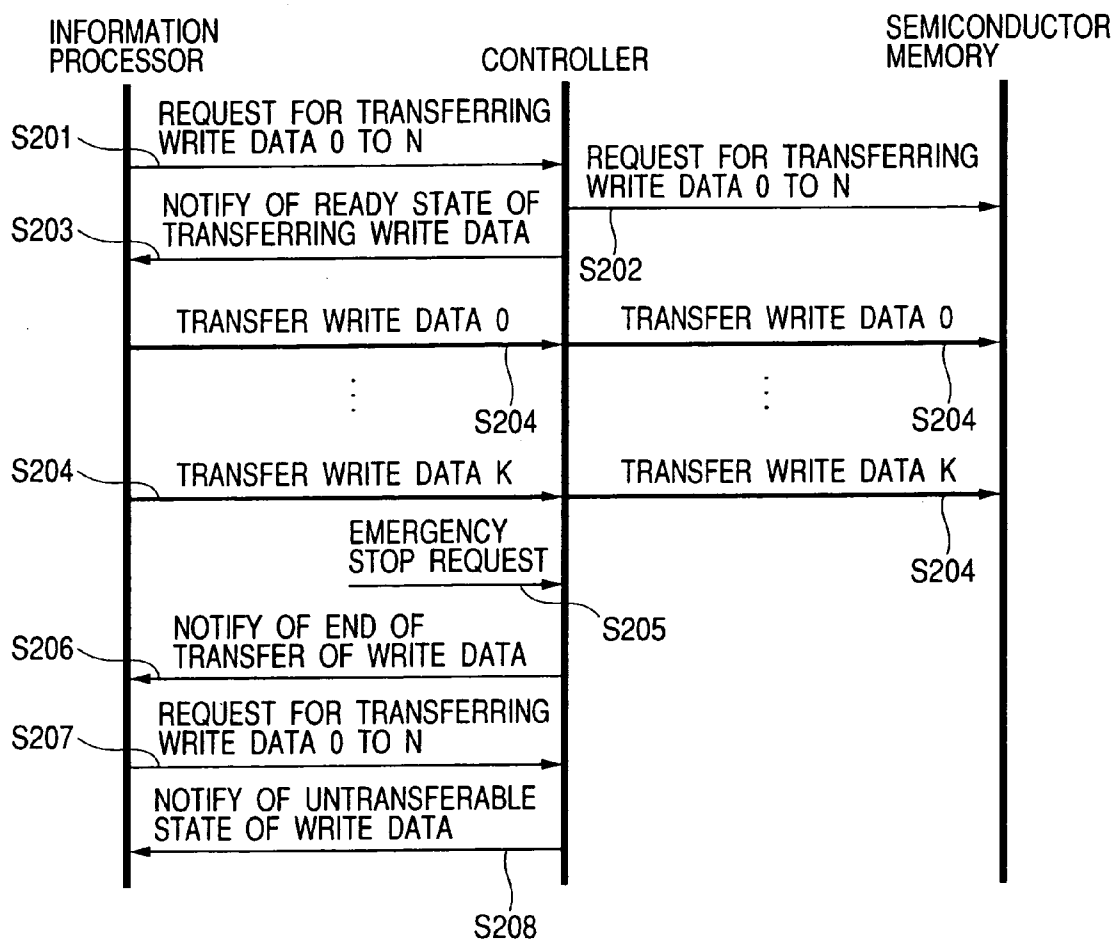 INFORMATION
PROCESSOR
CONTROLLER
SEMICONDUCTOR
MEMORY
REQUEST FOR TRANSFERRING
WRITE DATA 0 TO N
S201
REQUEST FOR TRANSFERRING
WRITE DATA 0 TO N
S202
NOTIFY OF READY STATE OF
TRANSFERRING WRITE DATA
S203
TRANSFER WRITE DATA 0
TRANSFER WRITE DATA 0
S204
S204
S204
TRANSFER WRITE DATA K
TRANSFER WRITE DATA K
S204
EMERGENCY
STOP REQUEST
S205
NOTIFY OF END OF
TRANSFER OF WRITE DATA
S206
REQUEST FOR TRANSFERRING
WRITE DATA 0 TO N
S207
NOTIFY OF UNTRANSFERABLE
STATE OF WRITE DATA
S208